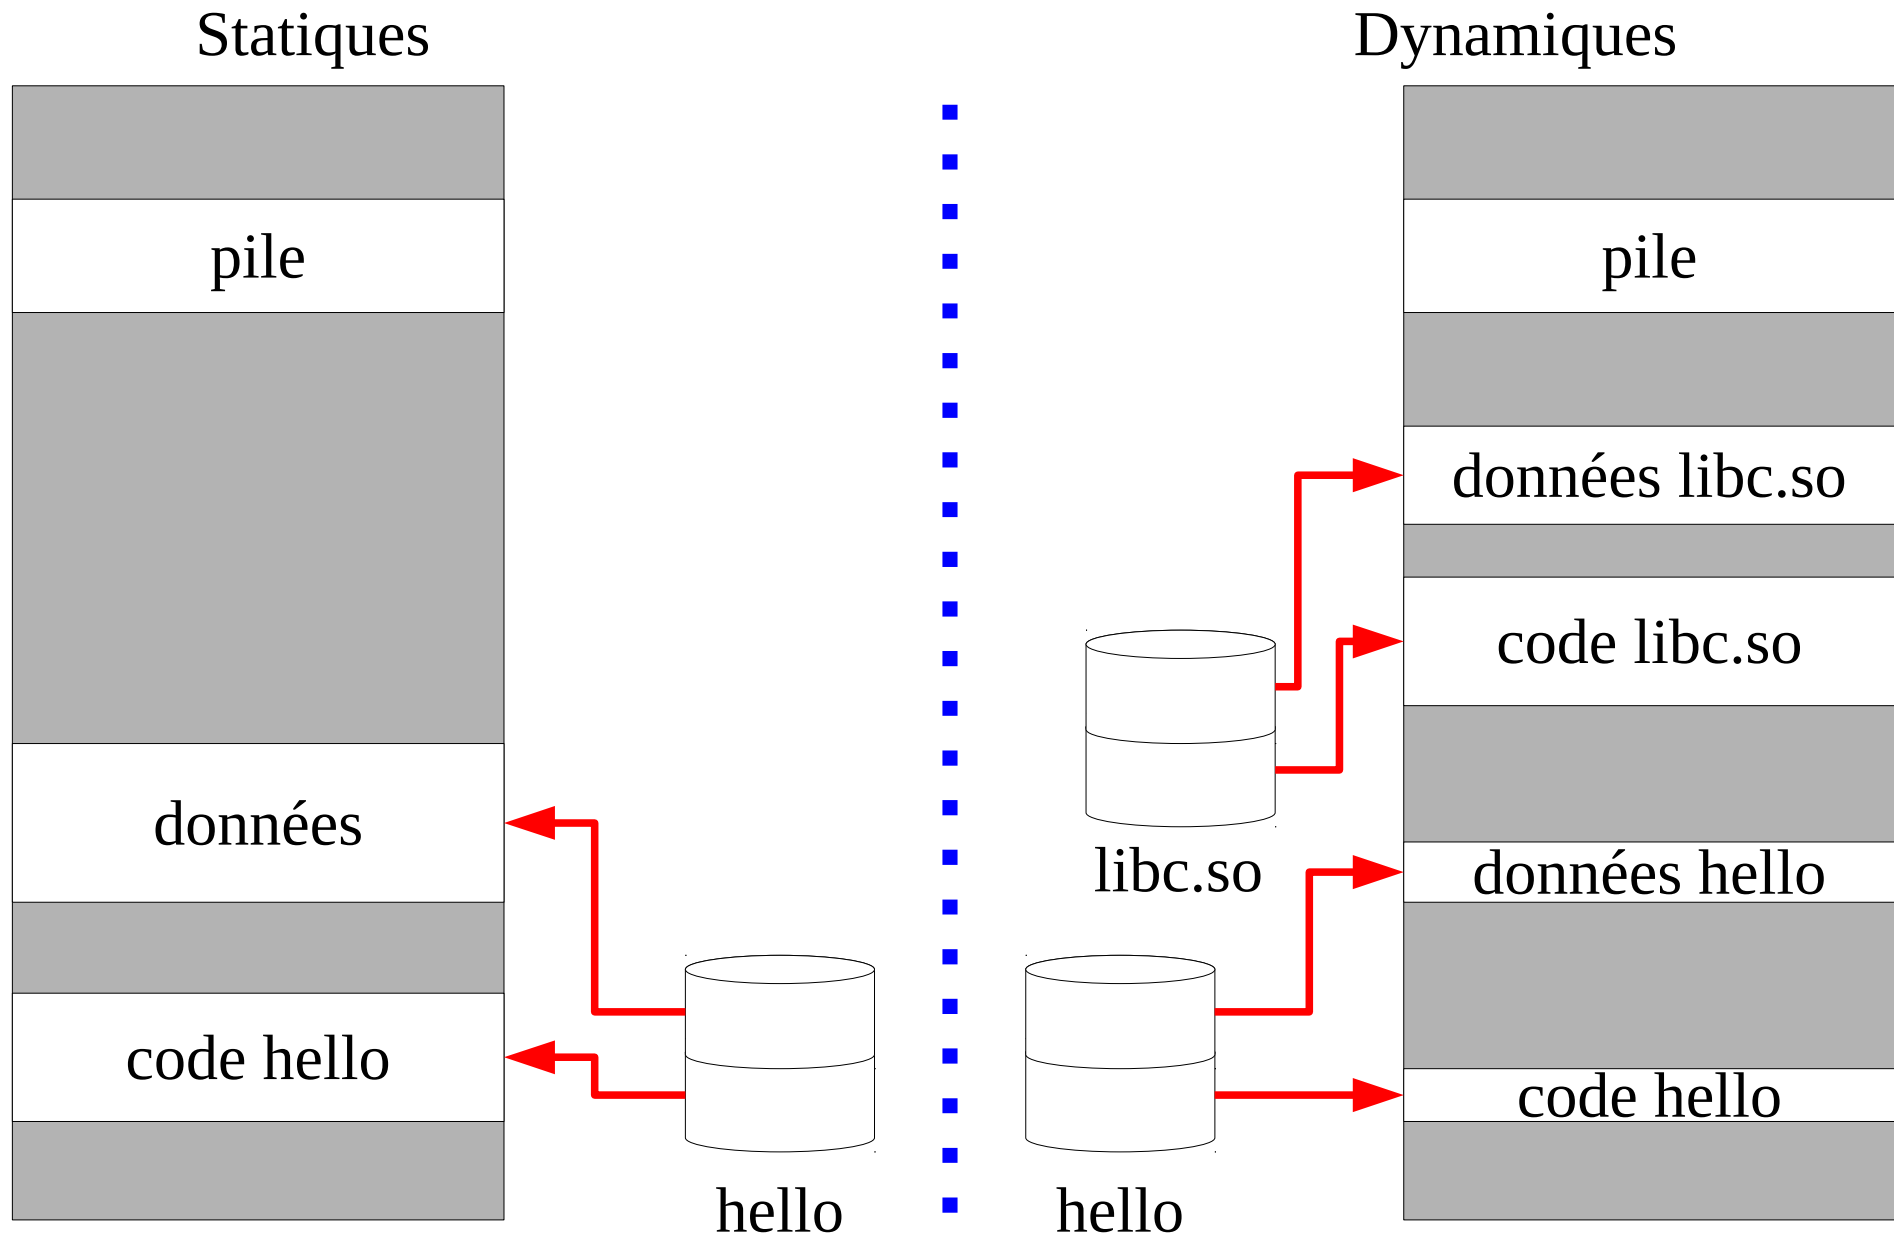 Statiques
pile
données
code hello
hello
Dynamiques
pile
données libc.so
code libc.so
libc.so
données hello
code hello
hello